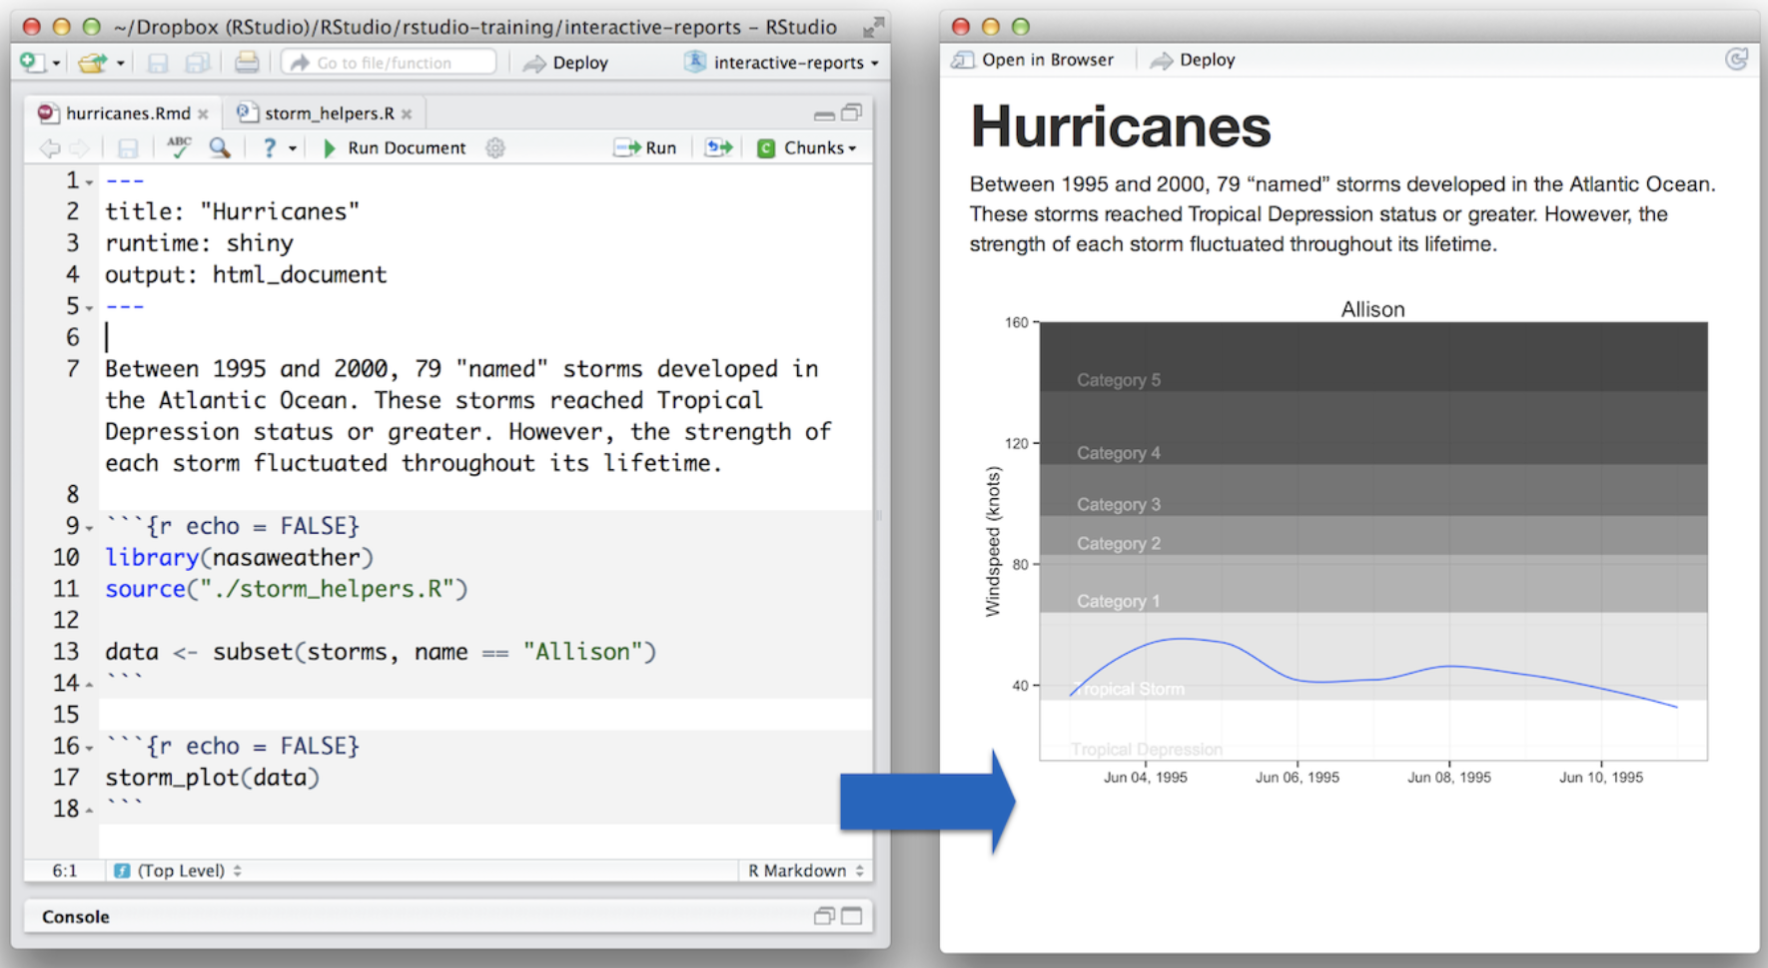 ~/Dropbox (RStudio)/RStudio/rstudio-training/interactive-reports – RStudio
Go to file/function
Deploy
interactive-reports
hurricanes.Rmd
storm_helpers.R
ABC
?
Run Document
Run
C
Chunks
1 ---
2 title: "Hurricanes"
3 runtime: shiny
4 output: html_document
5 ---
6
7 Between 1995 and 2000, 79 "named" storms developed in
the Atlantic Ocean. These storms reached Tropical
Depression status or greater. However, the strength of
each storm fluctuated throughout its lifetime.
8
9 ```{r echo = FALSE}
10 library(nasaweather)
11 source("./storm_helpers.R")
12
13 data <- subset(storms, name == "Allison")
14 ```
15
16 ```{r echo = FALSE}
17 storm_plot(data)
18 ```
6:1
(Top Level)
R Markdown
Console
Open in Browser
Deploy
Hurricanes
Between 1995 and 2000, 79 “named” storms developed in the Atlantic Ocean.
These storms reached Tropical Depression status or greater. However, the
strength of each storm fluctuated throughout its lifetime.
Allison
160
120
80
40
Windspeed (knots)
Category 5
Category 4
Category 3
Category 2
Category 1
Tropical Storm
Tropical Depression
Jun 04, 1995
Jun 06, 1995
Jun 08, 1995
Jun 10, 1995